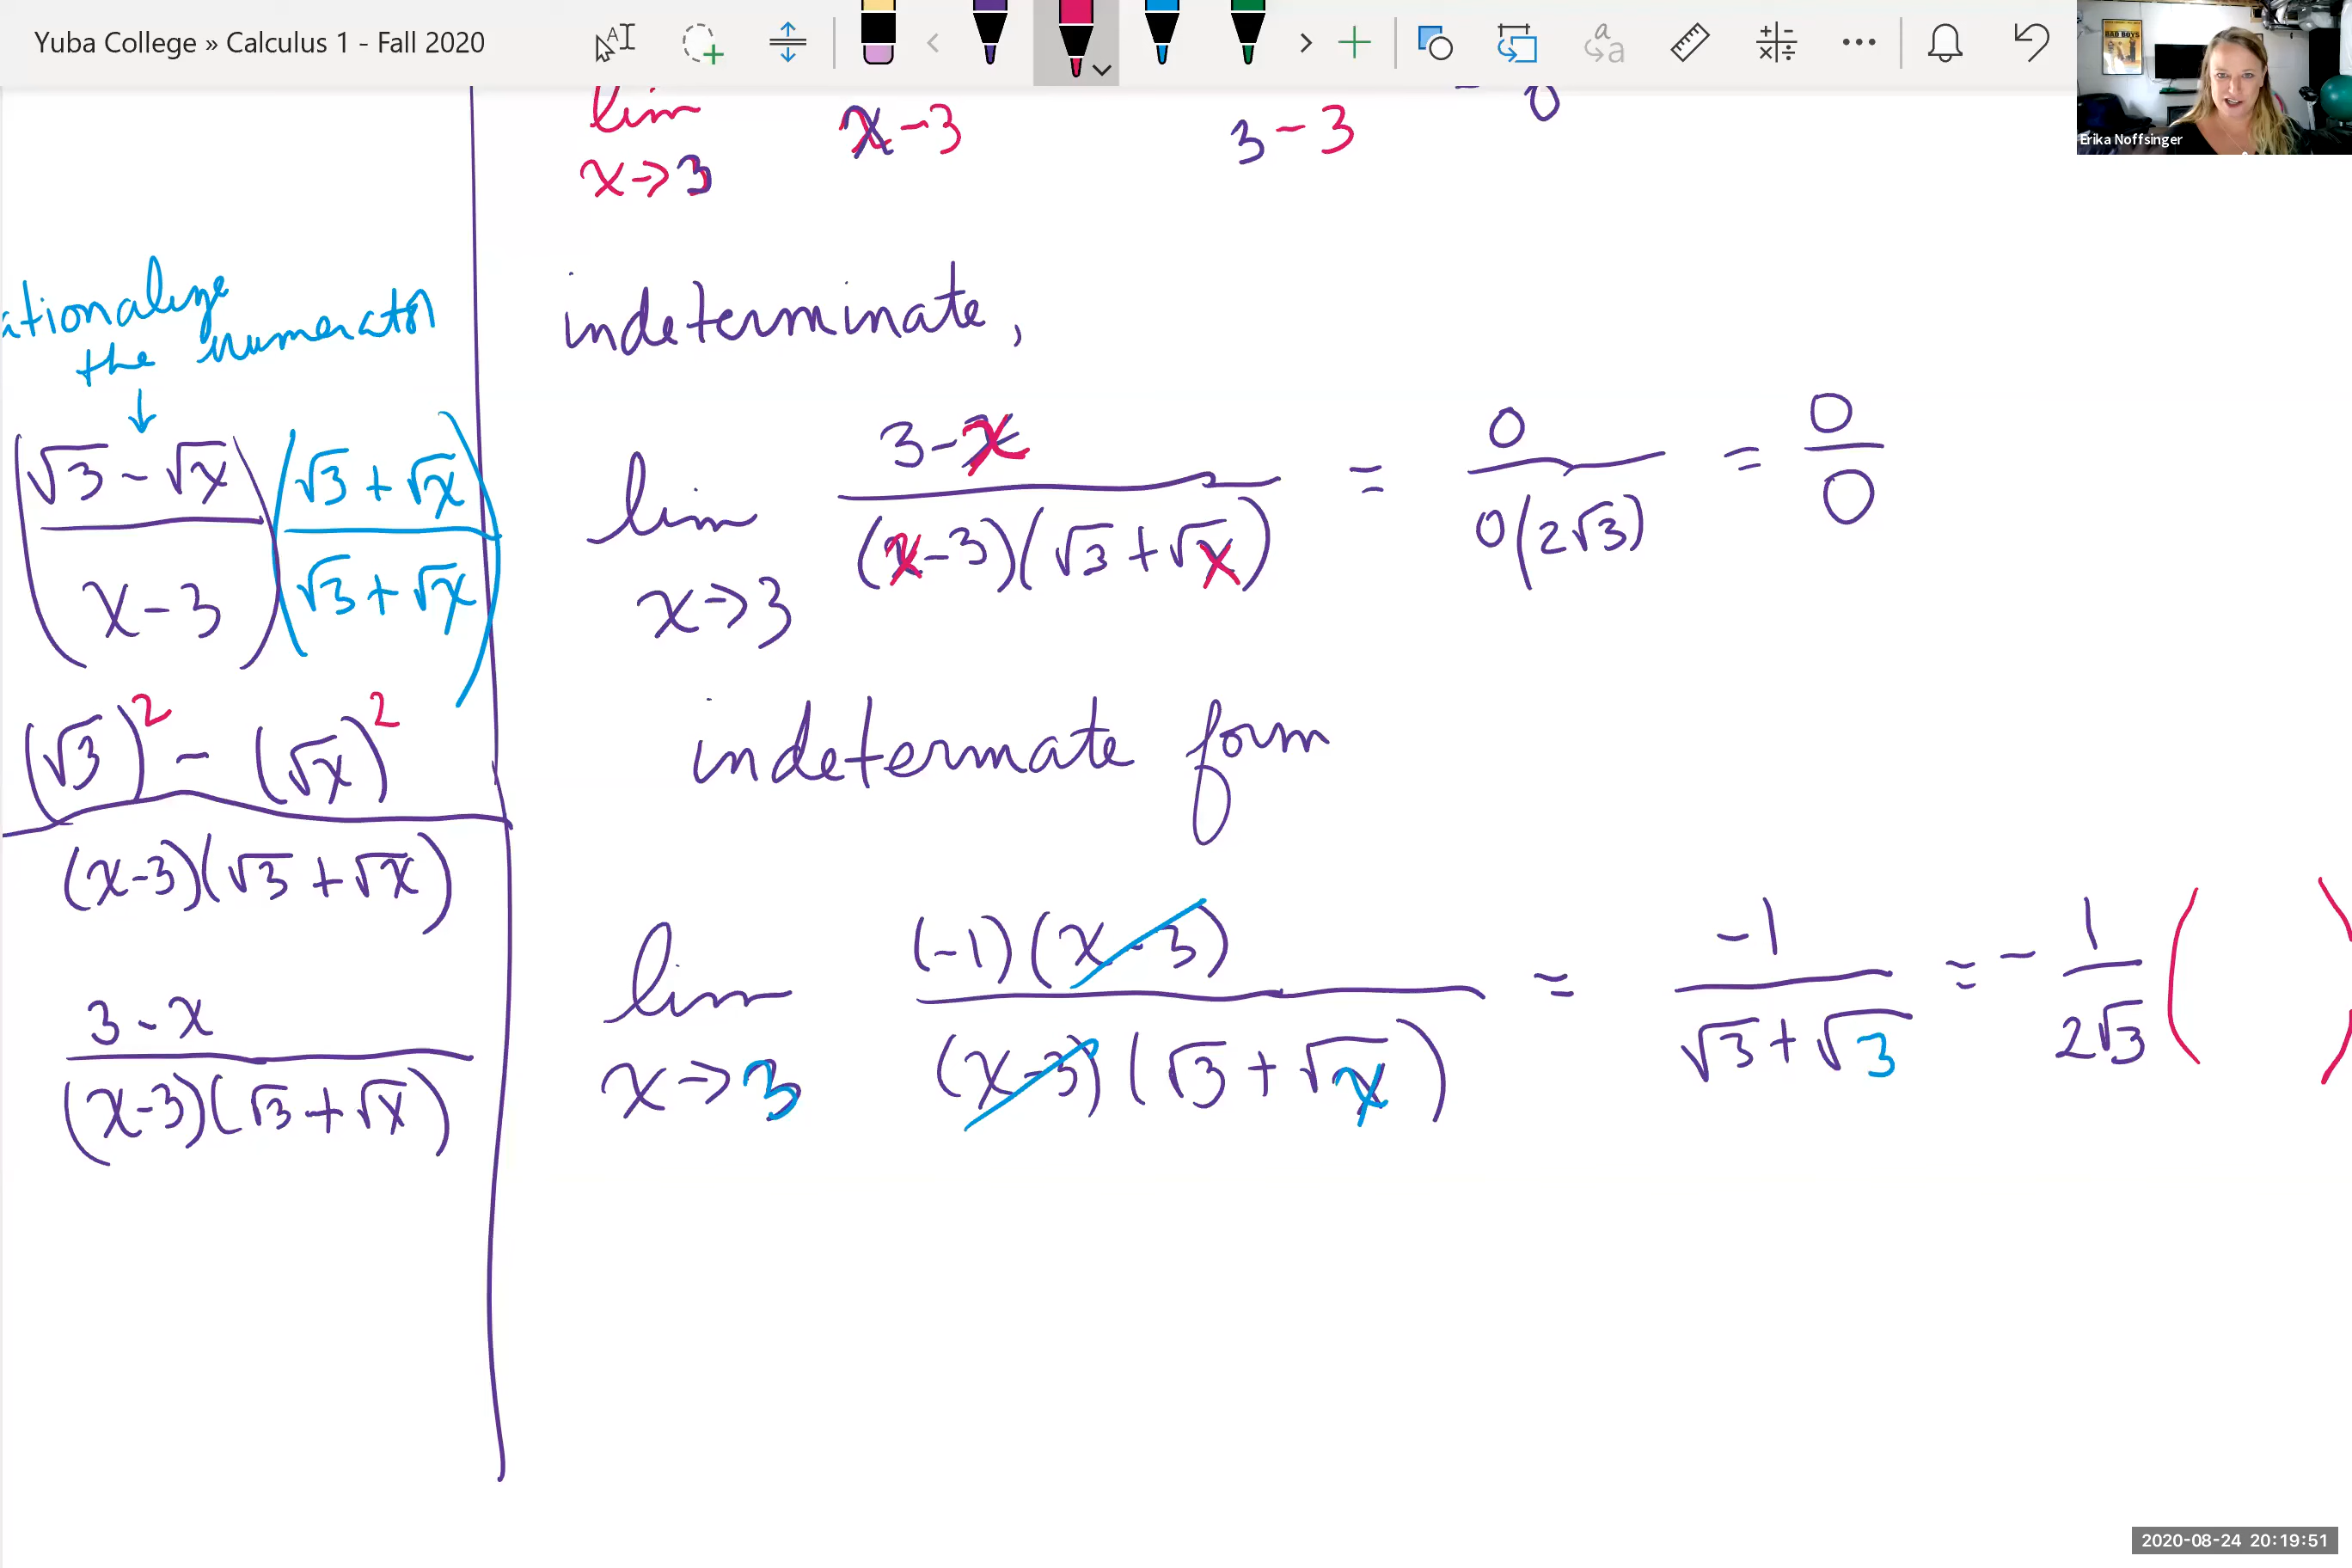 Yuba College » Calculus 1 - Fall 2020
BAD BOYS
Erika Noffsinger
lim x→3
x-3
3-3
0
ationalize
the numerator
↓
(√3 - √x / x-3)(√3 + √x / √3 + √x)
(√3)² - (√x)² / (x-3)(√3 + √x)
3-x / (x-3)(√3 + √x)
indeterminate,
lim x→3 3-x / (x-3)(√3 + √x) = 0 / 0(2√3) = 0 / 0
indetermate form
lim x→3 (-1)(x-3) / (x-3)(√3 + √x) = -1 / √3 + √3 = - 1 / 2√3 ( )
2020-08-24 20:19:51